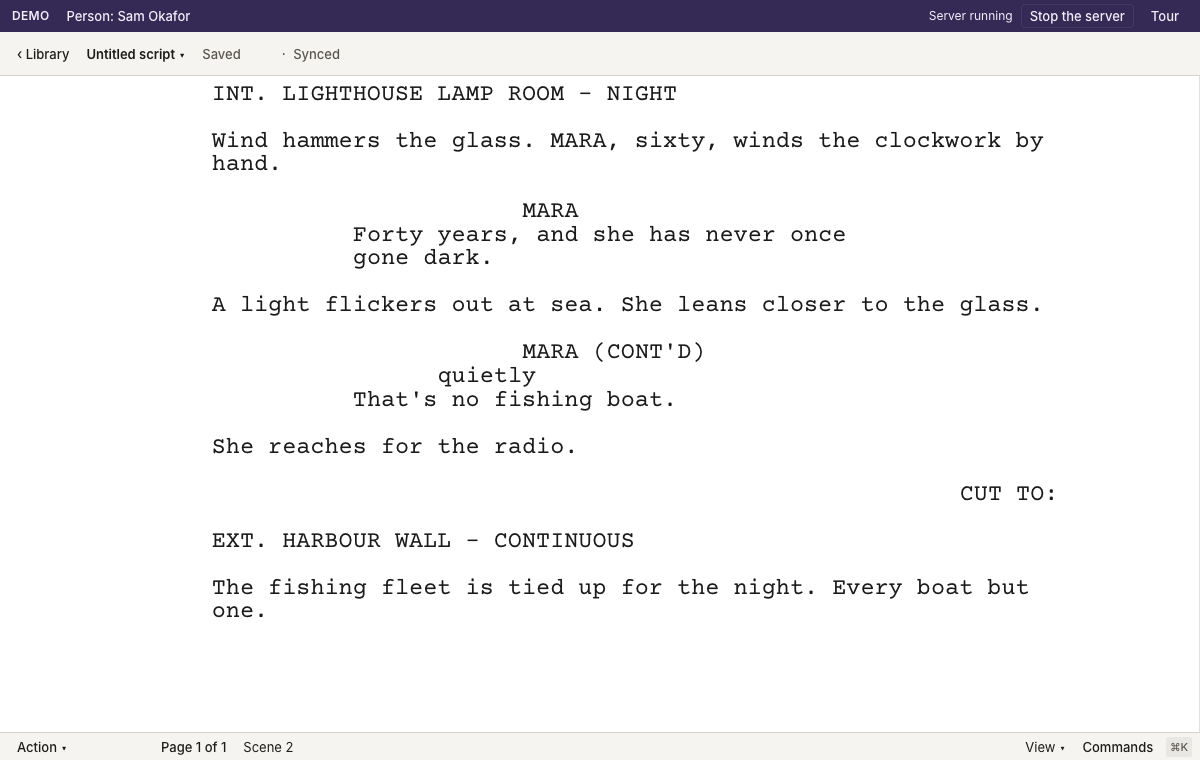 DEMO Person: Sam Okafor Server running Stop the server Tour
‹ Library Untitled script ▾ Saved · Synced
INT. LIGHTHOUSE LAMP ROOM – NIGHT
Wind hammers the glass. MARA, sixty, winds the clockwork by
hand.
MARA
Forty years, and she has never once
gone dark.
A light flickers out at sea. She leans closer to the glass.
MARA (CONT'D)
quietly
That's no fishing boat.
She reaches for the radio.
CUT TO:
EXT. HARBOUR WALL – CONTINUOUS
The fishing fleet is tied up for the night. Every boat but
one.
Action ▾ Page 1 of 1 Scene 2 View ▾ Commands ⌘K